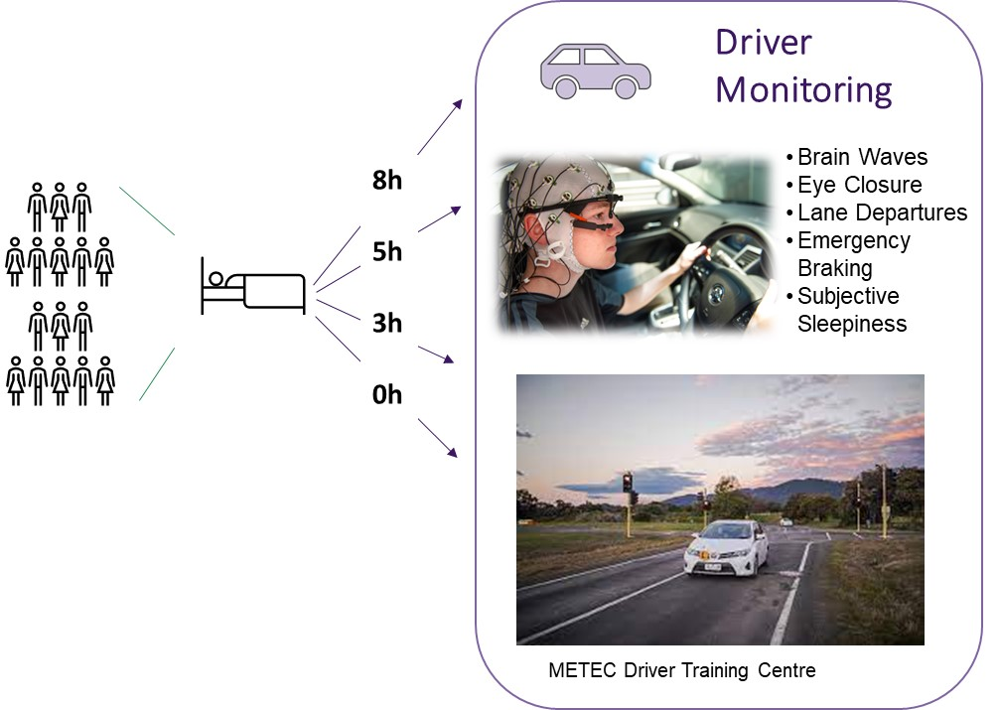 Driver
Monitoring
8h
5h
3h
0h
• Brain Waves
• Eye Closure
• Lane Departures
• Emergency
Braking
• Subjective
Sleepiness
METEC Driver Training Centre